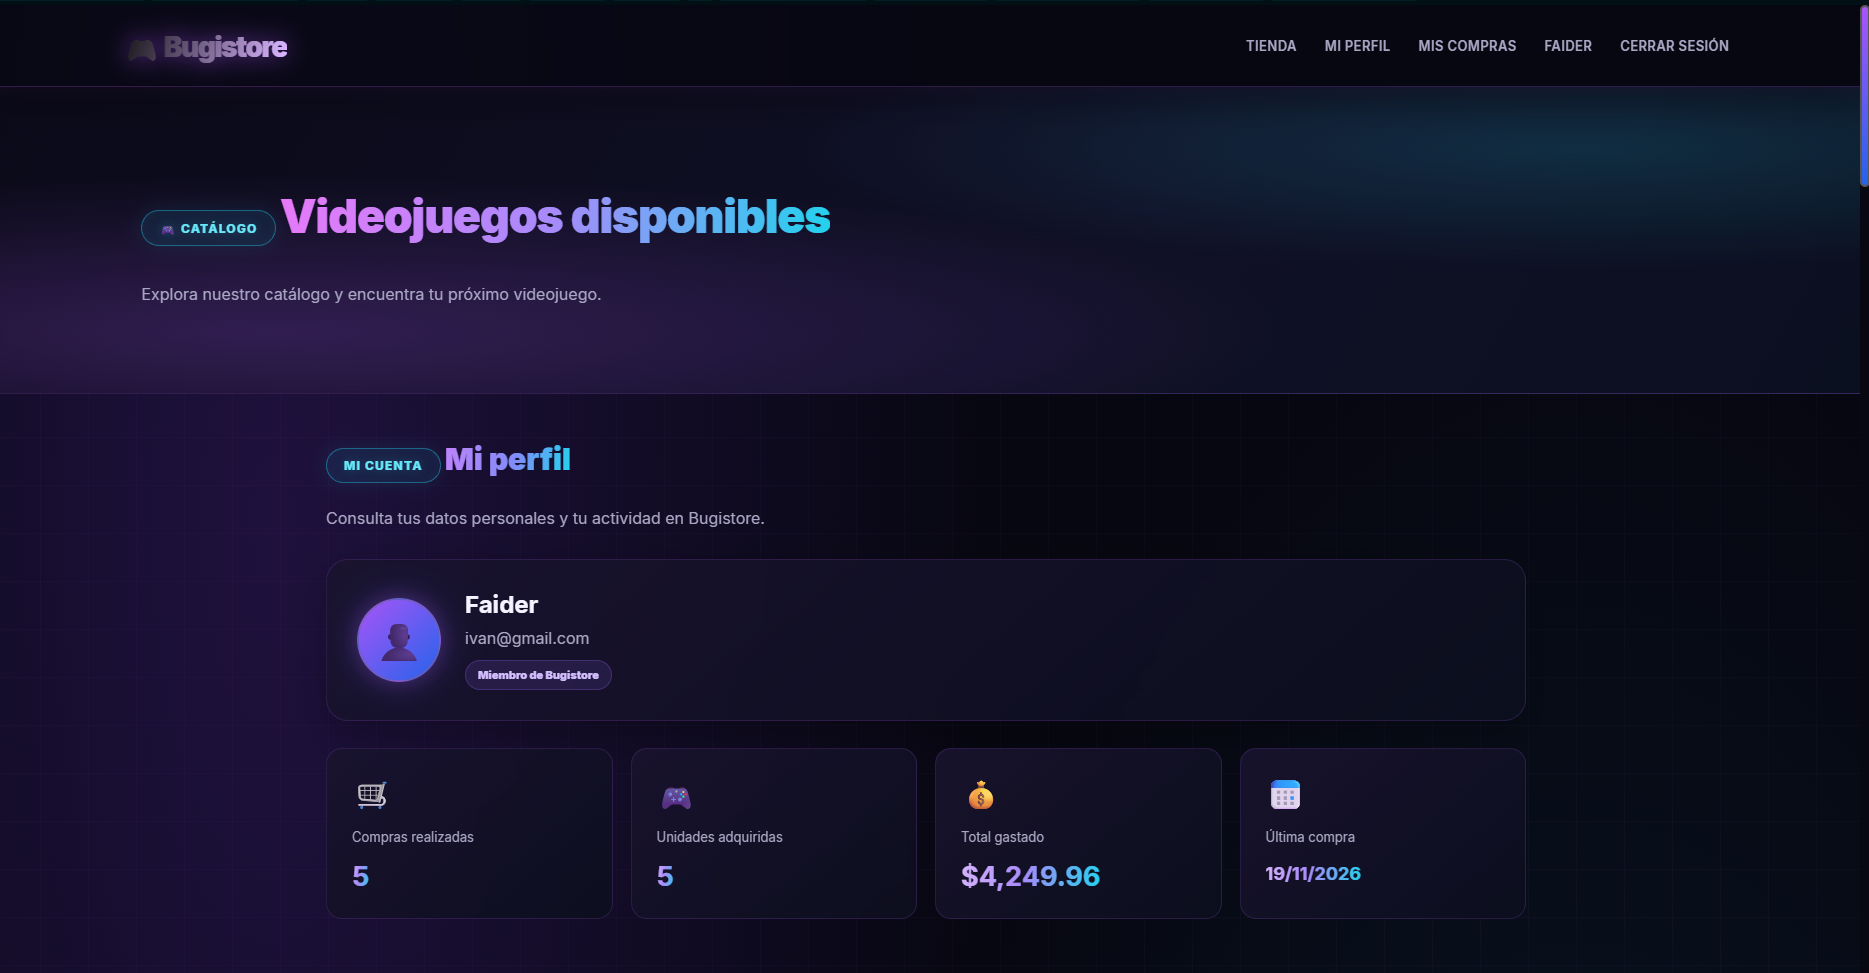 Bugistore
TIENDA MI PERFIL MIS COMPRAS FAIDER CERRAR SESIÓN
CATÁLOGO Videojuegos disponibles
Explora nuestro catálogo y encuentra tu próximo videojuego.
MI CUENTA Mi perfil
Consulta tus datos personales y tu actividad en Bugistore.
Faider
ivan@gmail.com
Miembro de Bugistore
Compras realizadas
5
Unidades adquiridas
5
Total gastado
$4,249.96
Última compra
19/11/2026